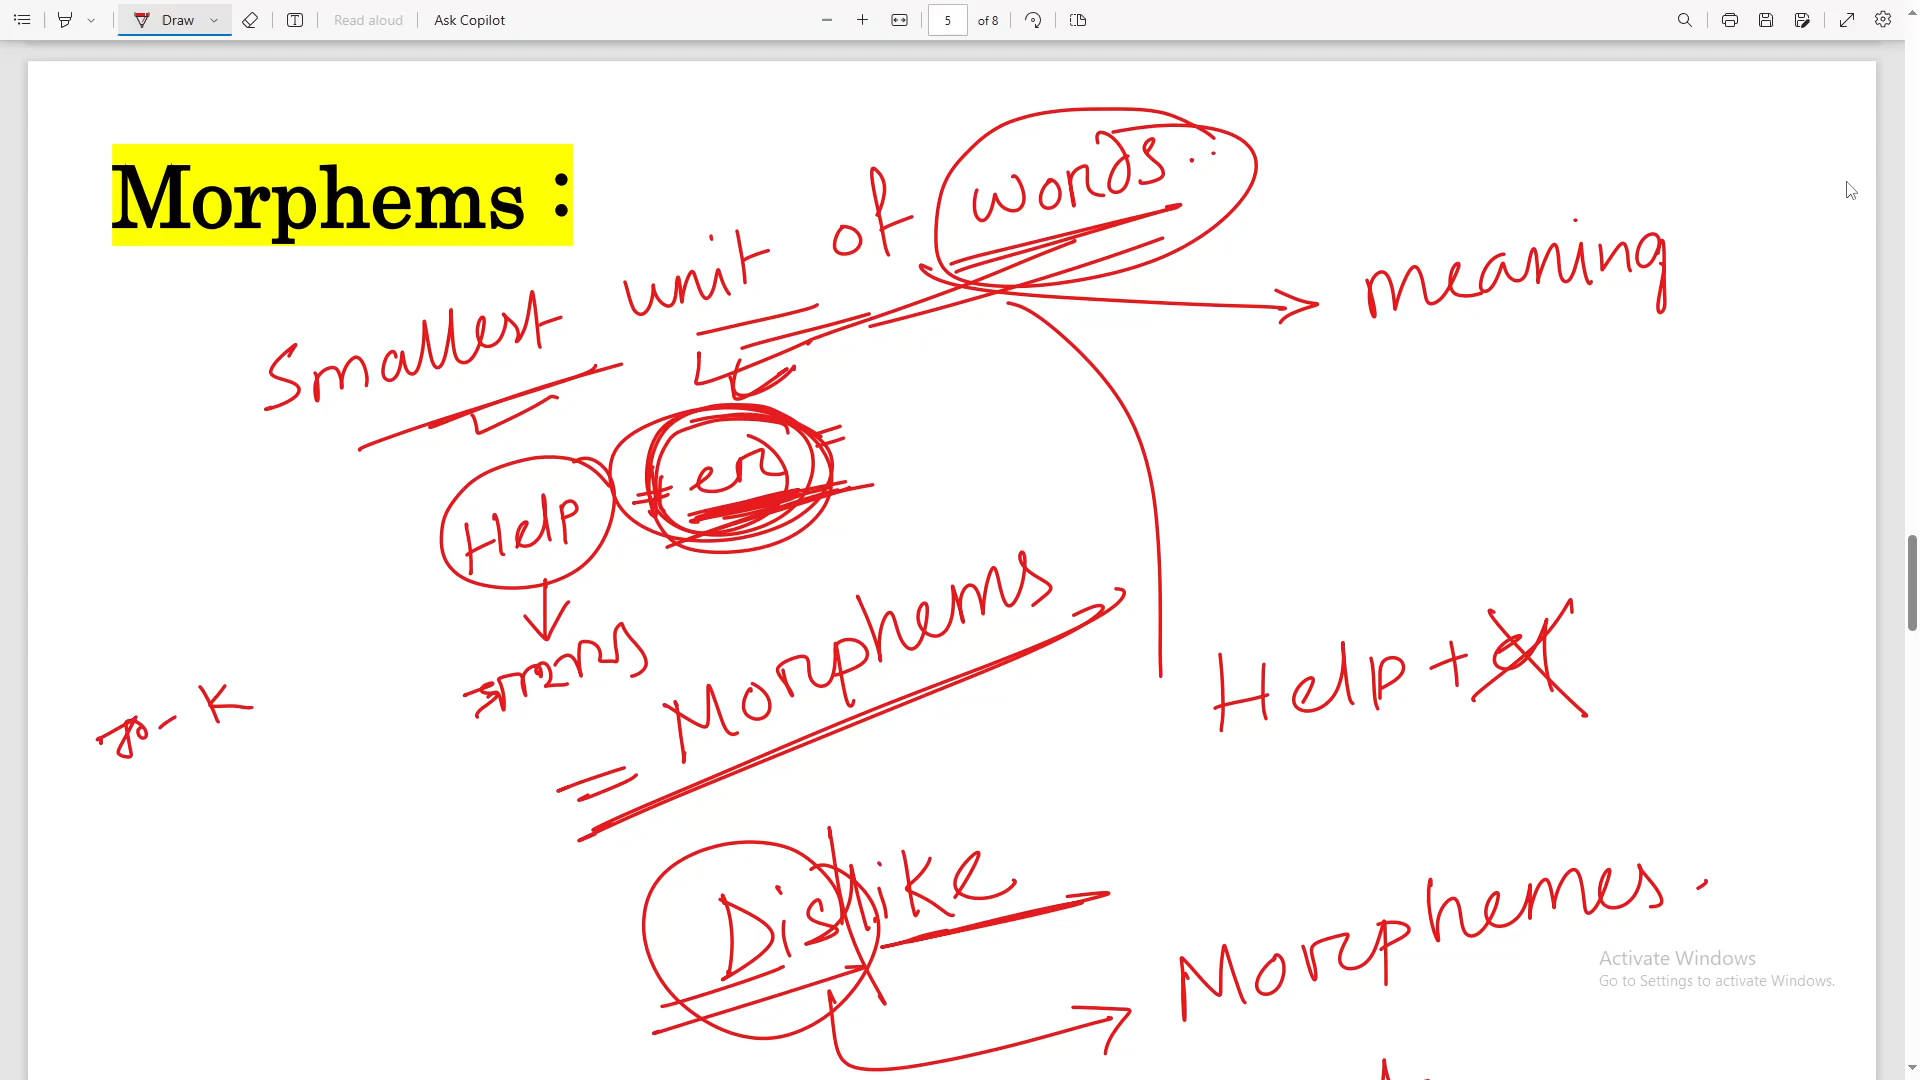 Draw
Read aloud
Ask Copilot
5 of 8
Morphems :
Smallest unit of words..
meaning
Help
er
Morphems
K
Help +
Dislike
Morphemes.
Activate Windows
Go to Settings to activate Windows.